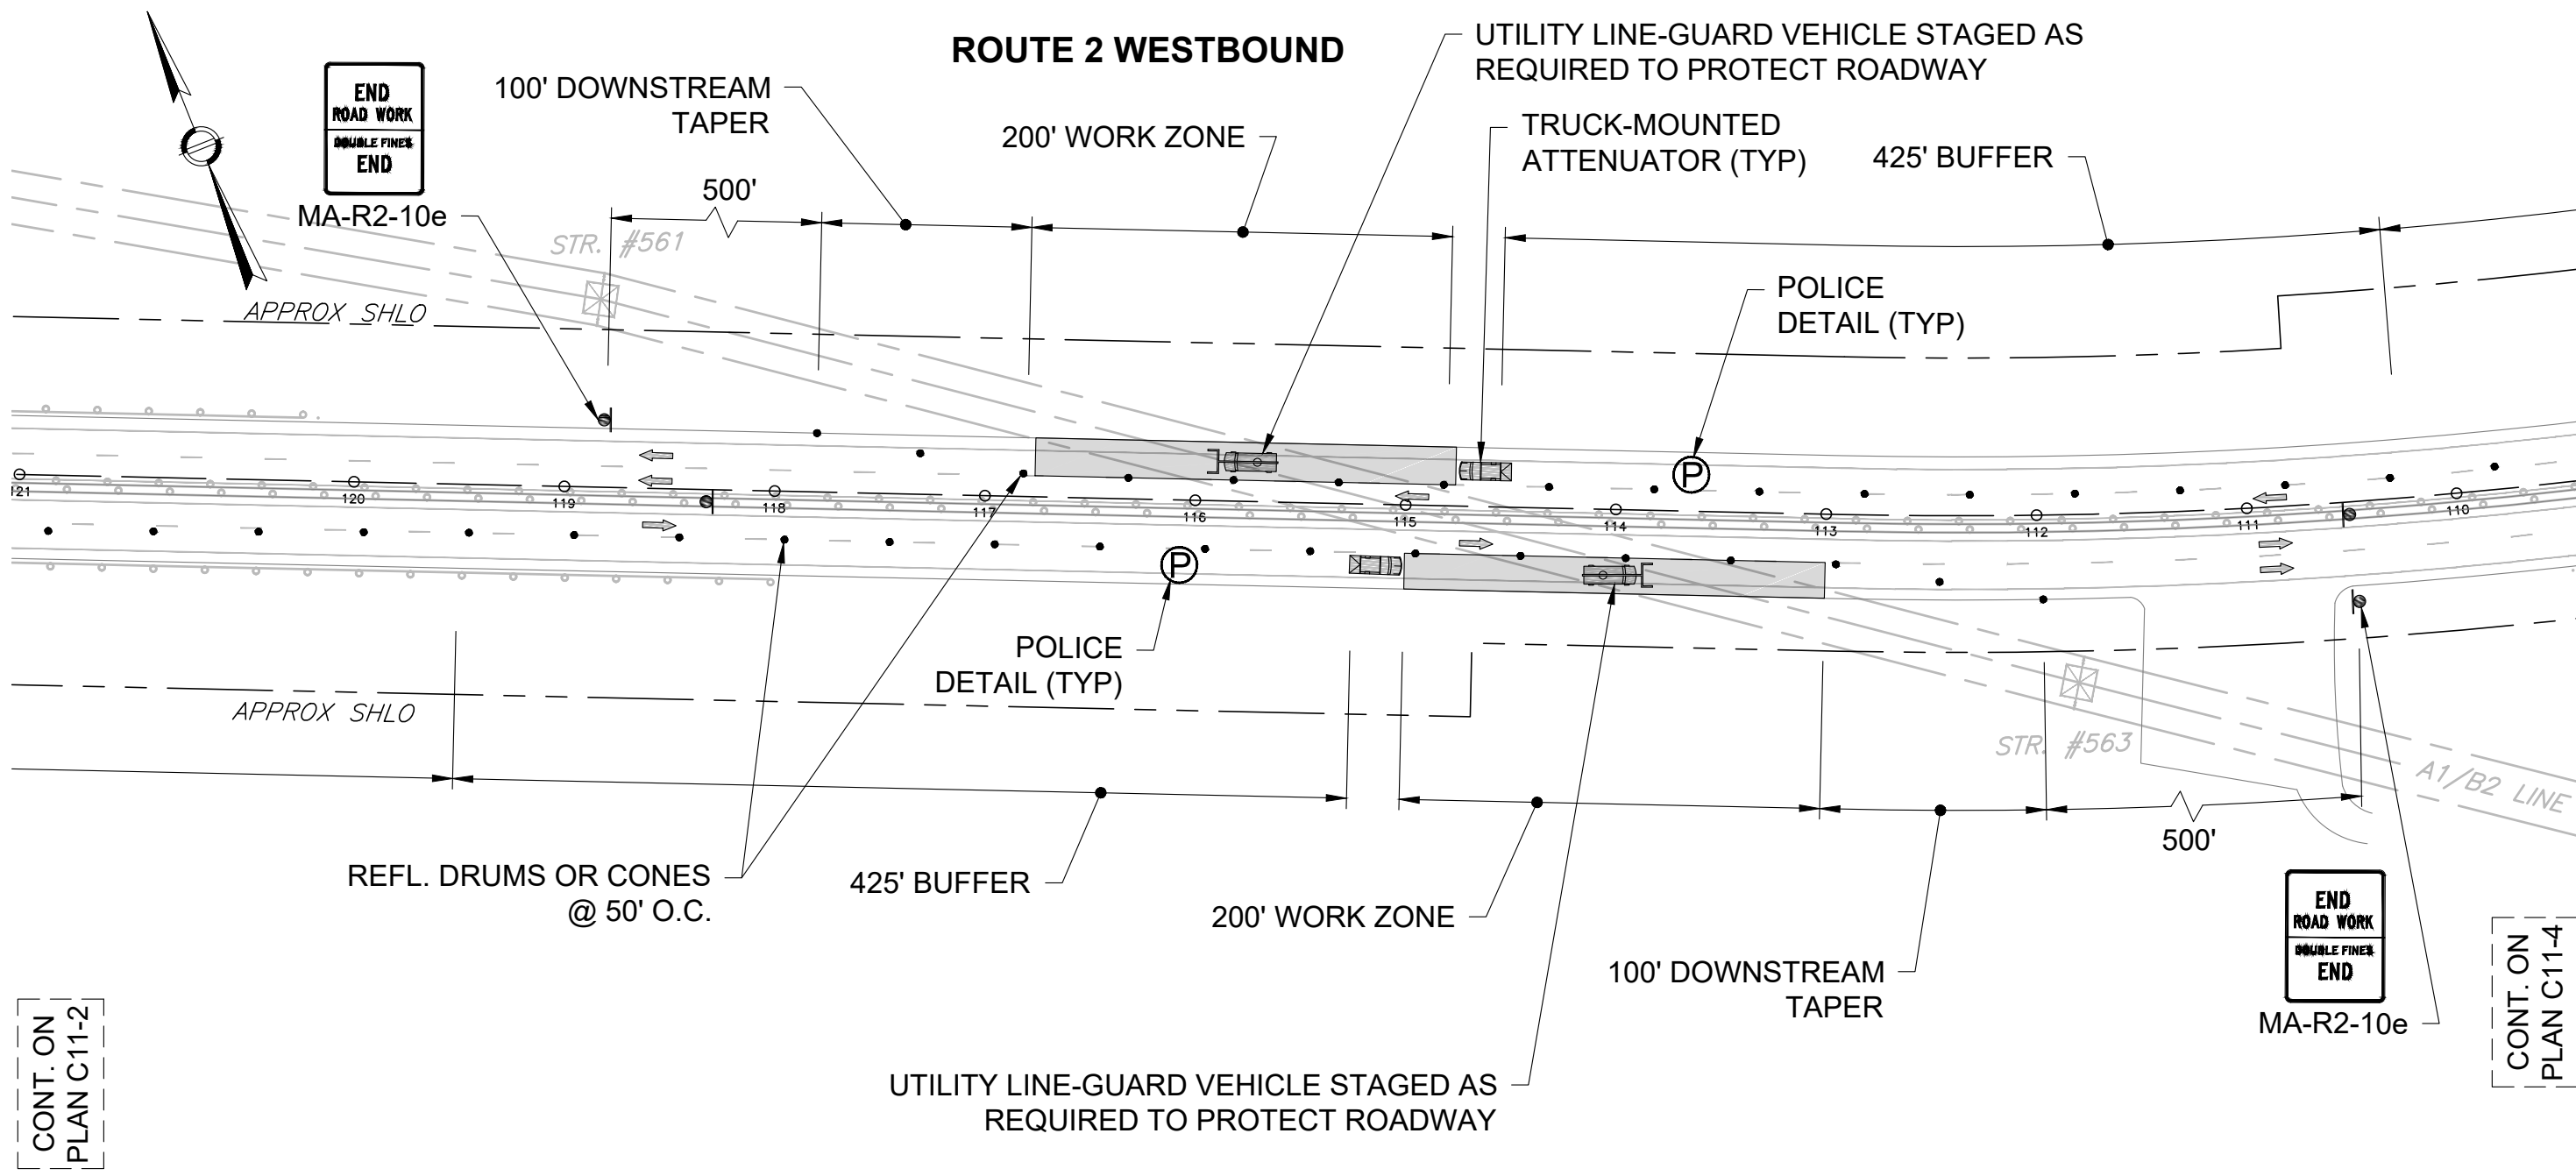 ROUTE 2 WESTBOUND
UTILITY LINE-GUARD VEHICLE STAGED AS
REQUIRED TO PROTECT ROADWAY
END
ROAD WORK
DOUBLE FINES
END
MA-R2-10e
100' DOWNSTREAM
TAPER
500'
200' WORK ZONE
TRUCK-MOUNTED
ATTENUATOR (TYP)
425' BUFFER
STR. #561
APPROX SHLO
POLICE
DETAIL (TYP)
P
121
120
119
118
117
116
115
114
113
112
111
110
P
POLICE
DETAIL (TYP)
APPROX SHLO
STR. #563
A1/B2 LINE
500'
REFL. DRUMS OR CONES
@ 50' O.C.
425' BUFFER
200' WORK ZONE
100' DOWNSTREAM
TAPER
END
ROAD WORK
DOUBLE FINES
END
MA-R2-10e
UTILITY LINE-GUARD VEHICLE STAGED AS
REQUIRED TO PROTECT ROADWAY
CONT. ON
PLAN C11-2
CONT. ON
PLAN C11-4